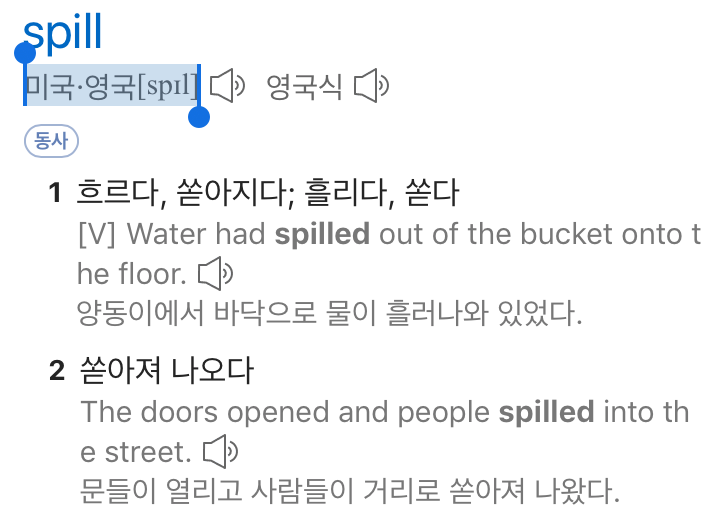 spill
미국·영국[spɪl] 영국식
동사
1 흐르다, 쏟아지다; 흘리다, 쏟다
[V] Water had spilled out of the bucket onto t
he floor.
양동이에서 바닥으로 물이 흘러나와 있었다.
2 쏟아져 나오다
The doors opened and people spilled into th
e street.
문들이 열리고 사람들이 거리로 쏟아져 나왔다.